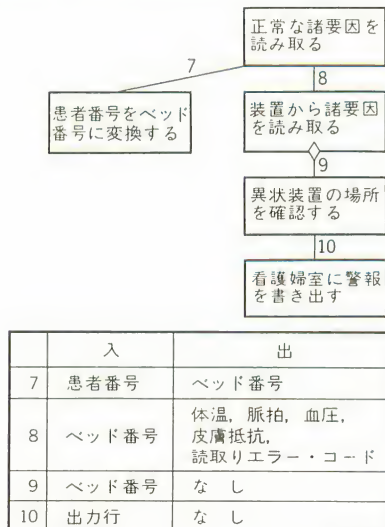 正常な諸要因を
読み取る
7
8
患者番号をベッド
番号に変換する
装置から諸要因
を読み取る
9
異状装置の場所
を確認する
10
看護婦室に警報
を書き出す
入 出
7 患者番号 ベッド番号
8 ベッド番号 体温，脈拍，血圧，
皮膚抵抗，
読取りエラー・コード
9 ベッド番号 なし
10 出力行 なし